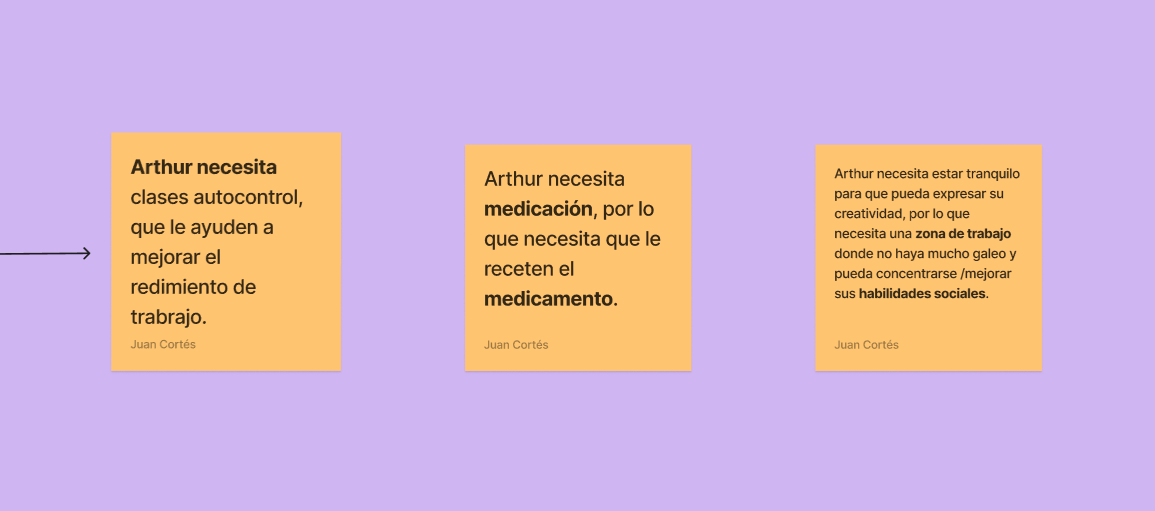 Arthur necesita
clases autocontrol,
que le ayuden a
mejorar el
redimiento de
trabrajo.
Juan Cortés
Arthur necesita
medicación, por lo
que necesita que le
receten el
medicamento.
Juan Cortés
Arthur necesita estar tranquilo
para que pueda expresar su
creatividad, por lo que
necesita una zona de trabajo
donde no haya mucho galeo y
pueda concentrarse /mejorar
sus habilidades sociales.
Juan Cortés